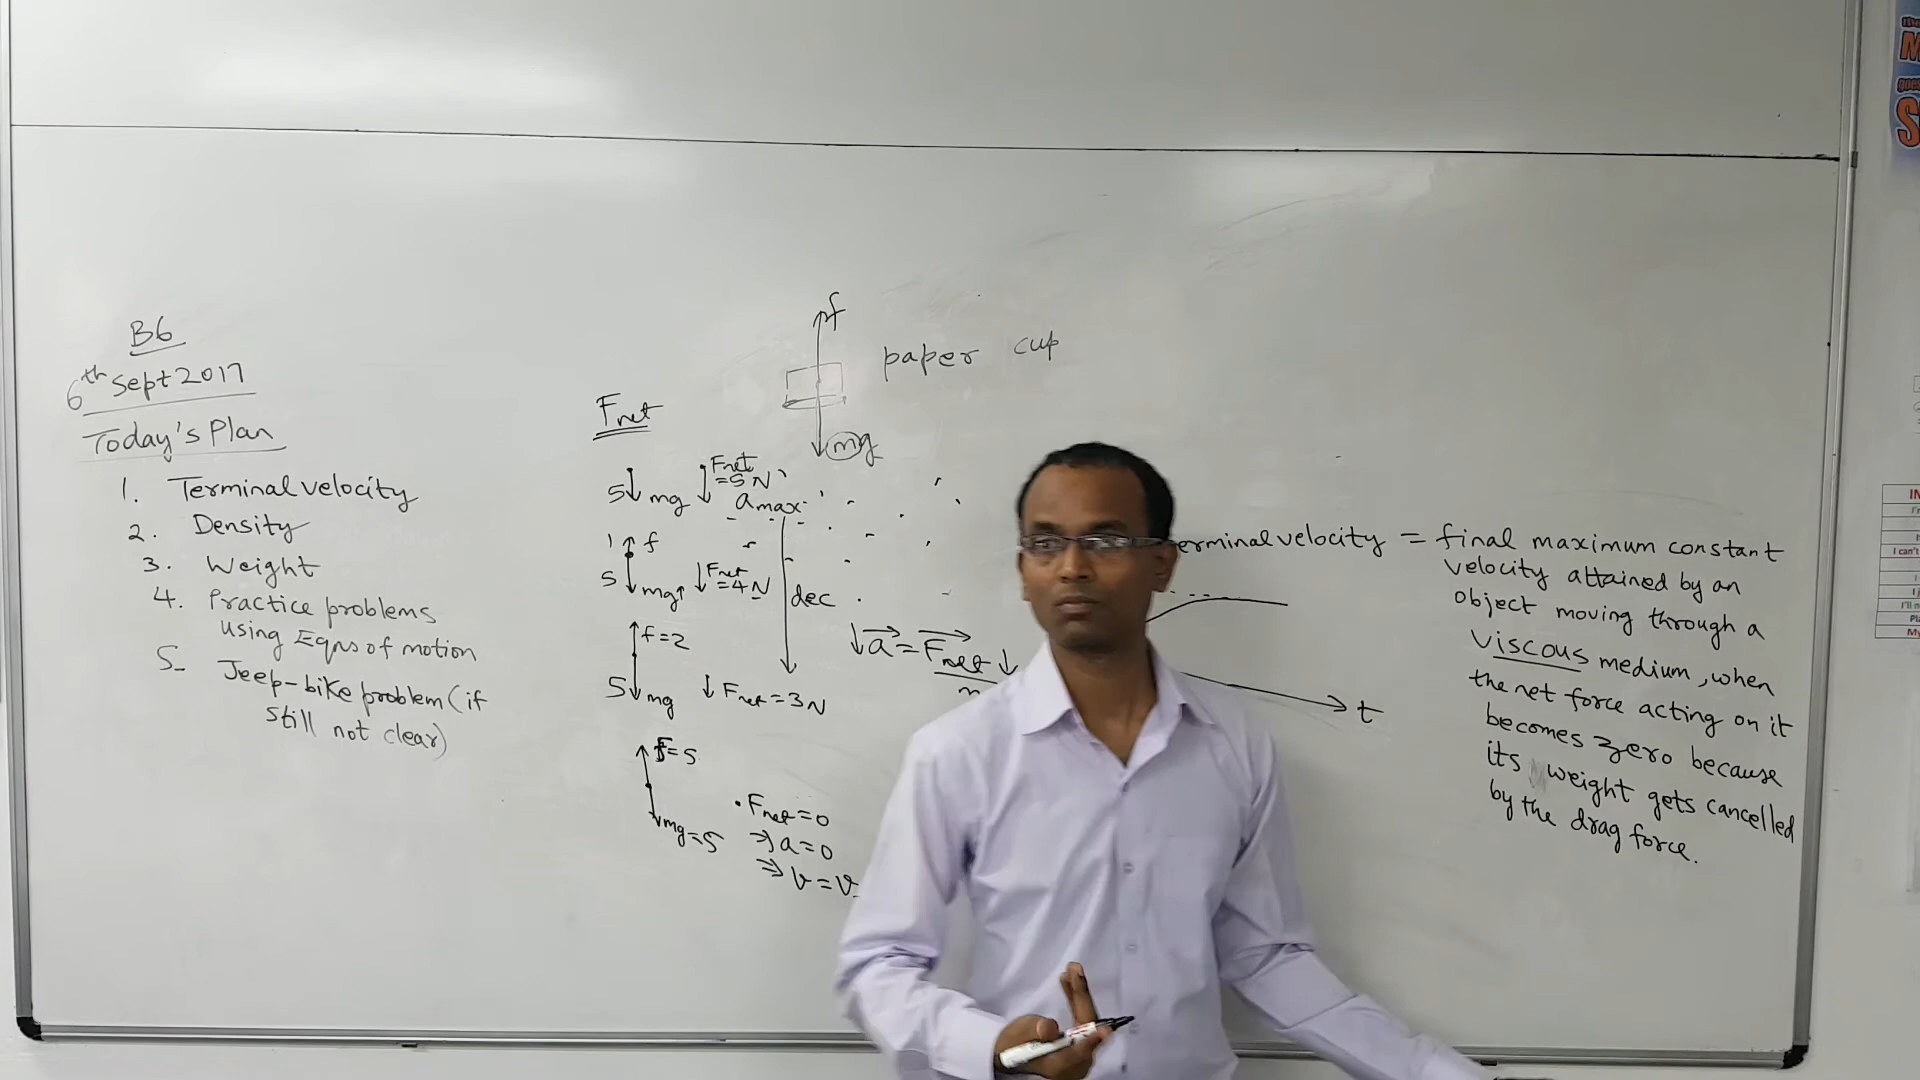 B6
6th Sept 2017
Today's Plan
1. Terminal velocity
2. Density
3. Weight
4. Practice problems
using Eqns of motion
5. Jeep-bike problem (if
still not clear)
f
paper cup
mg
Fnet
5 mg
Fnet
=5N
amax
1 f
5 mg
Fnet
=4N
dec
f=2
5 mg
Fnet=3N
a = Fnet
f=5
mg=5
Fnet=0
⇒ a=0
⇒ v=v
erminal velocity = final maximum constant
velocity attained by an
object moving through a
viscous medium, when
the net force acting on it
becomes zero because
its weight gets cancelled
by the drag force.
t